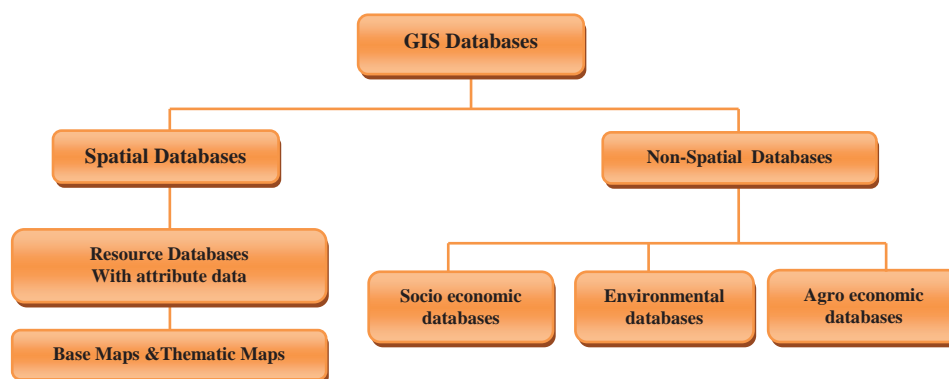 GIS Databases
Spatial Databases
Non-Spatial Databases
Resource Databases
With attribute data
Socio economic
databases
Environmental
databases
Agro economic
databases
Base Maps &Thematic Maps